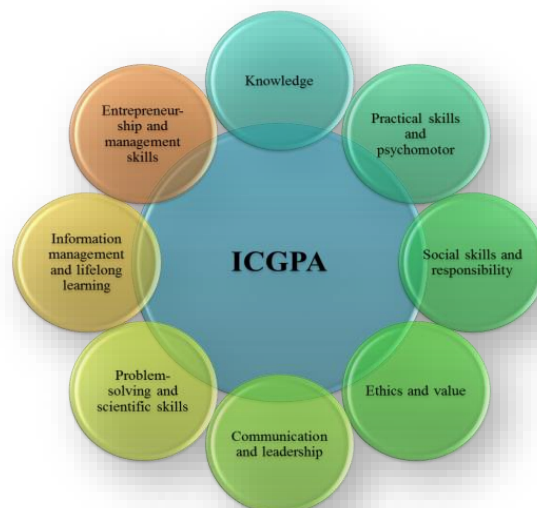 Knowledge
Practical skills
and
psychomotor
Social skills and
responsibility
Ethics and value
Communication
and leadership
Problem-
solving and
scientific skills
Information
management
and lifelong
learning
Entrepreneur-
ship and
management
skills
ICGPA